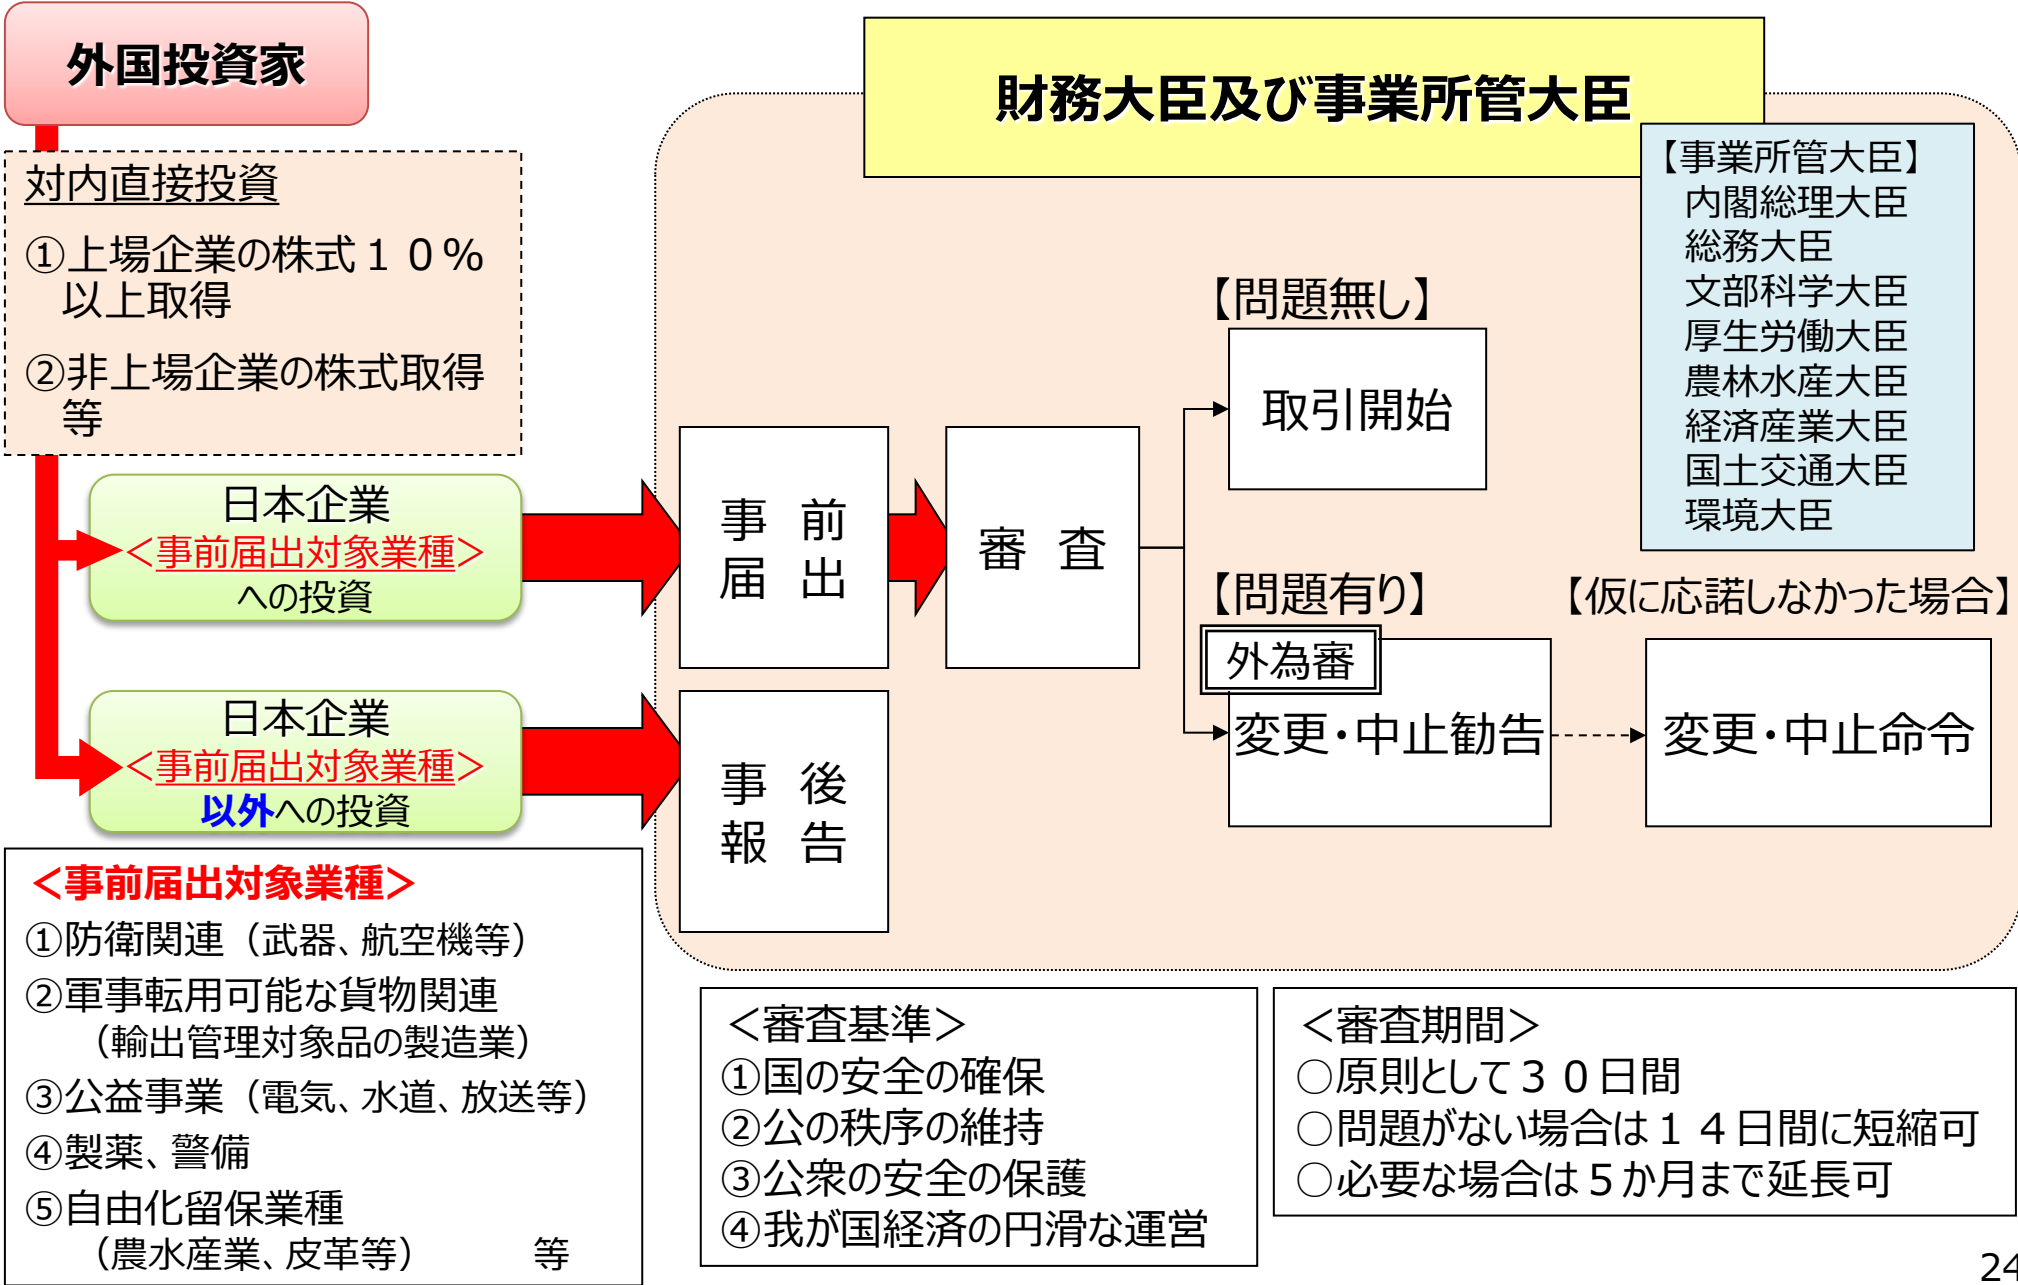 外国投資家
対内直接投資
①上場企業の株式１０％
以上取得
②非上場企業の株式取得
等
日本企業
＜事前届出対象業種＞
への投資
日本企業
＜事前届出対象業種＞
以外への投資
＜事前届出対象業種＞
①防衛関連（武器、航空機等）
②軍事転用可能な貨物関連
（輸出管理対象品の製造業）
③公益事業（電気、水道、放送等）
④製薬、警備
⑤自由化留保業種
（農水産業、皮革等）　　　等
財務大臣及び事業所管大臣
【事業所管大臣】
内閣総理大臣
総務大臣
文部科学大臣
厚生労働大臣
農林水産大臣
経済産業大臣
国土交通大臣
環境大臣
事　前
届　出
審　査
【問題無し】
取引開始
【問題有り】
外為審
変更・中止勧告
【仮に応諾しなかった場合】
変更・中止命令
事　後
報　告
＜審査基準＞
①国の安全の確保
②公の秩序の維持
③公衆の安全の保護
④我が国経済の円滑な運営
＜審査期間＞
○原則として３０日間
○問題がない場合は１４日間に短縮可
○必要な場合は５か月まで延長可
24